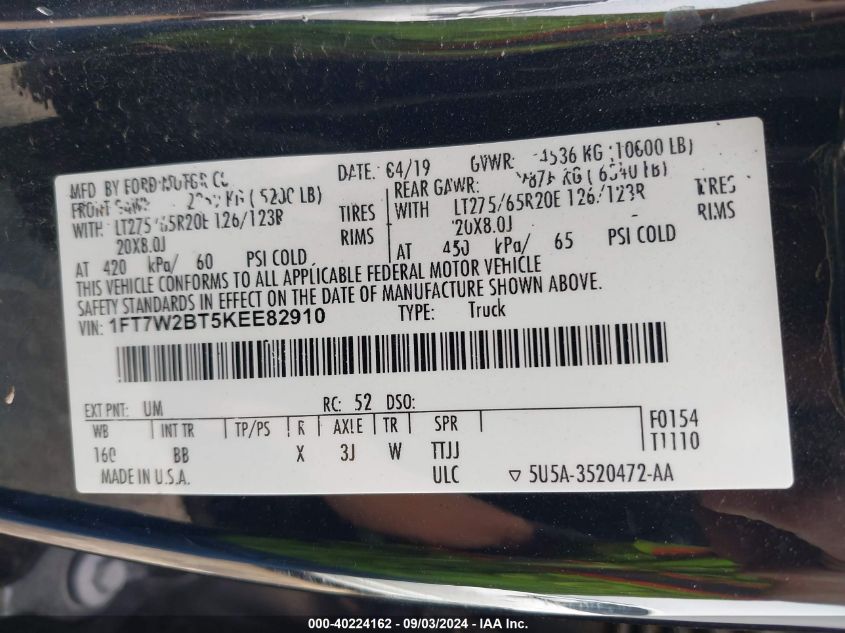 MFD BY FORD MOTOR CO
DATE: 04/19 GVWR: 4536 KG (10000 LB)
FRONT (5200 LB)
REAR GAWR: KG (6340 LB)
WITH LT275/65R20E 126/123R TIRES
WITH LT275/65R20E 126/123R TIRES
20X8.0J RIMS
20X8.0J RIMS
AT 420 kPa/ 60 PSI COLD
AT 450 kPa/ 65 PSI COLD
THIS VEHICLE CONFORMS TO ALL APPLICABLE FEDERAL MOTOR VEHICLE
SAFETY STANDARDS IN EFFECT ON THE DATE OF MANUFACTURE SHOWN ABOVE.
VIN: 1FT7W2BT5KEE82910 TYPE: Truck
EXT PNT: UM RC: 52 DSO:
WB INT TR TP/PS R AXLE TR SPR F0154
160 BB X 3J W TTJJ T1110
MADE IN U.S.A. ULC ▽ 5U5A-3520472-AA
000-40224162 - 09/03/2024 - IAAI.com